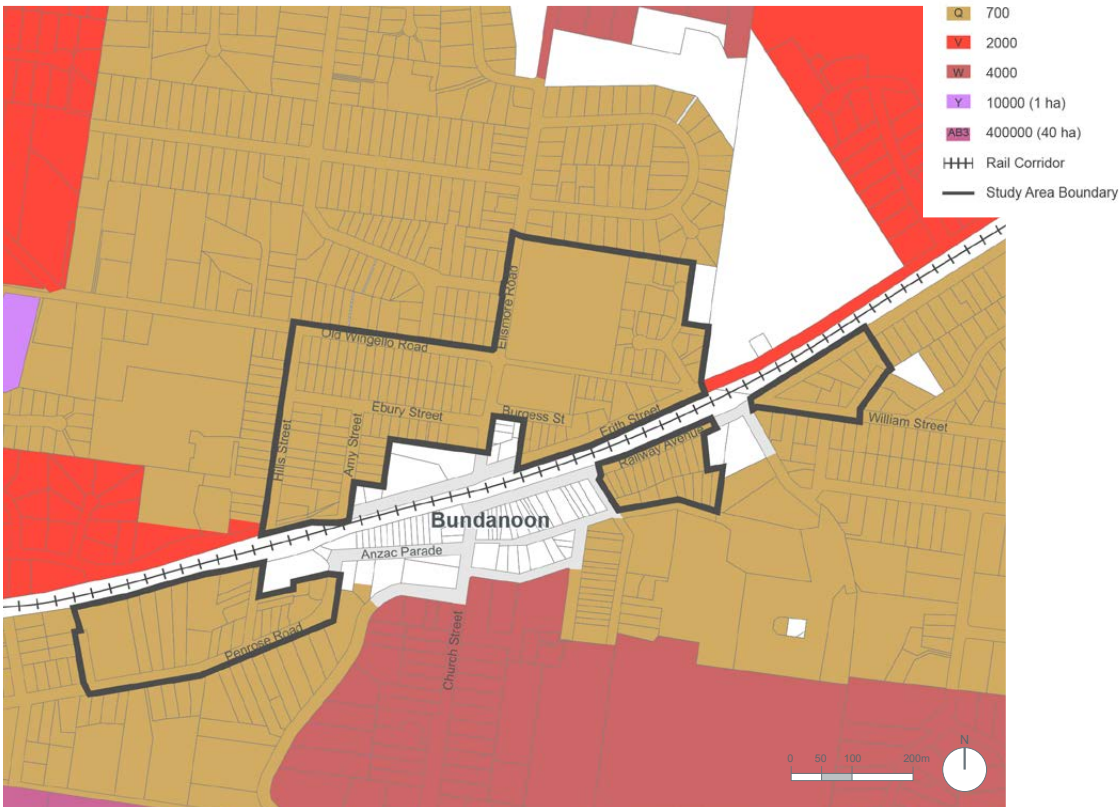 Q 700
V 2000
W 4000
Y 10000 (1 ha)
AB3 400000 (40 ha)
Rail Corridor
Study Area Boundary
Ellsmore Road
Old Wingello Road
Ebury Street
Burgess St
Erith Street
William Street
Hills Street
Amy Street
Railway Avenue
Bundanoon
Anzac Parade
Penrose Road
Church Street
N
0 50 100 200m